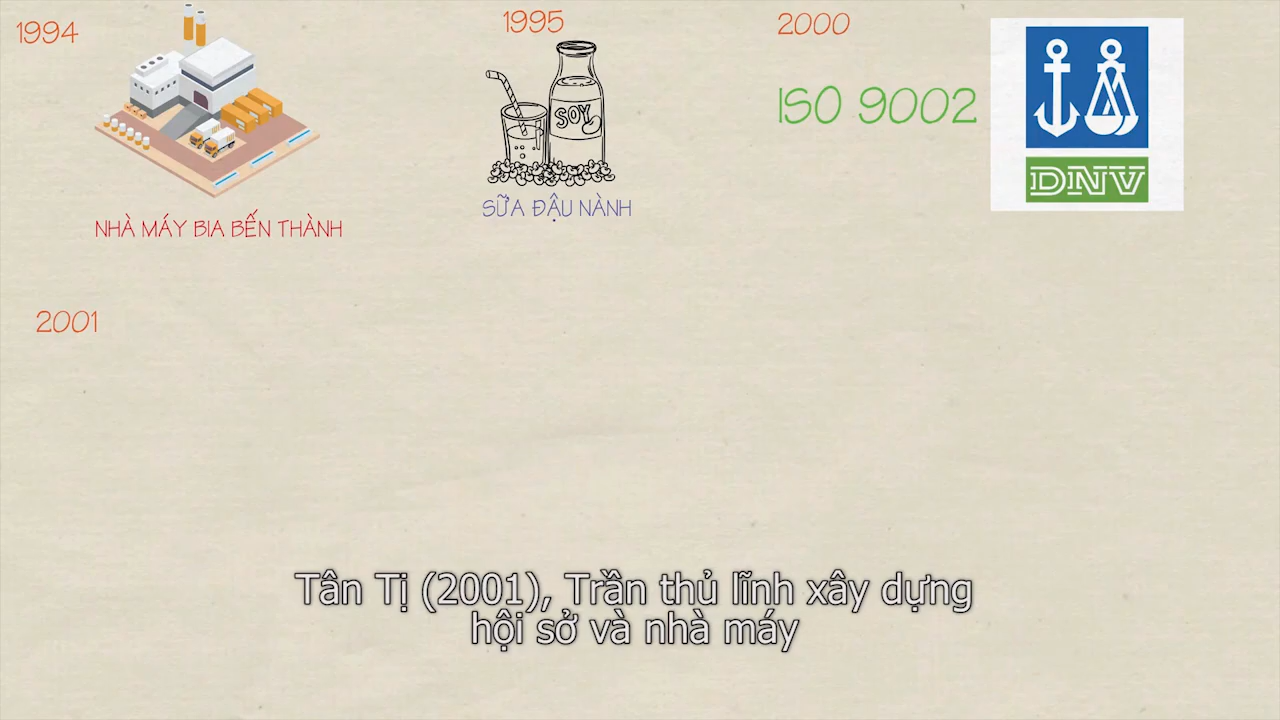 1994
NHÀ MÁY BIA BẾN THÀNH
1995
SOY
SỮA ĐẬU NÀNH
2000
ISO 9002
DNV
2001
Tân Tị (2001), Trần thủ lĩnh xây dựng
hội sở và nhà máy